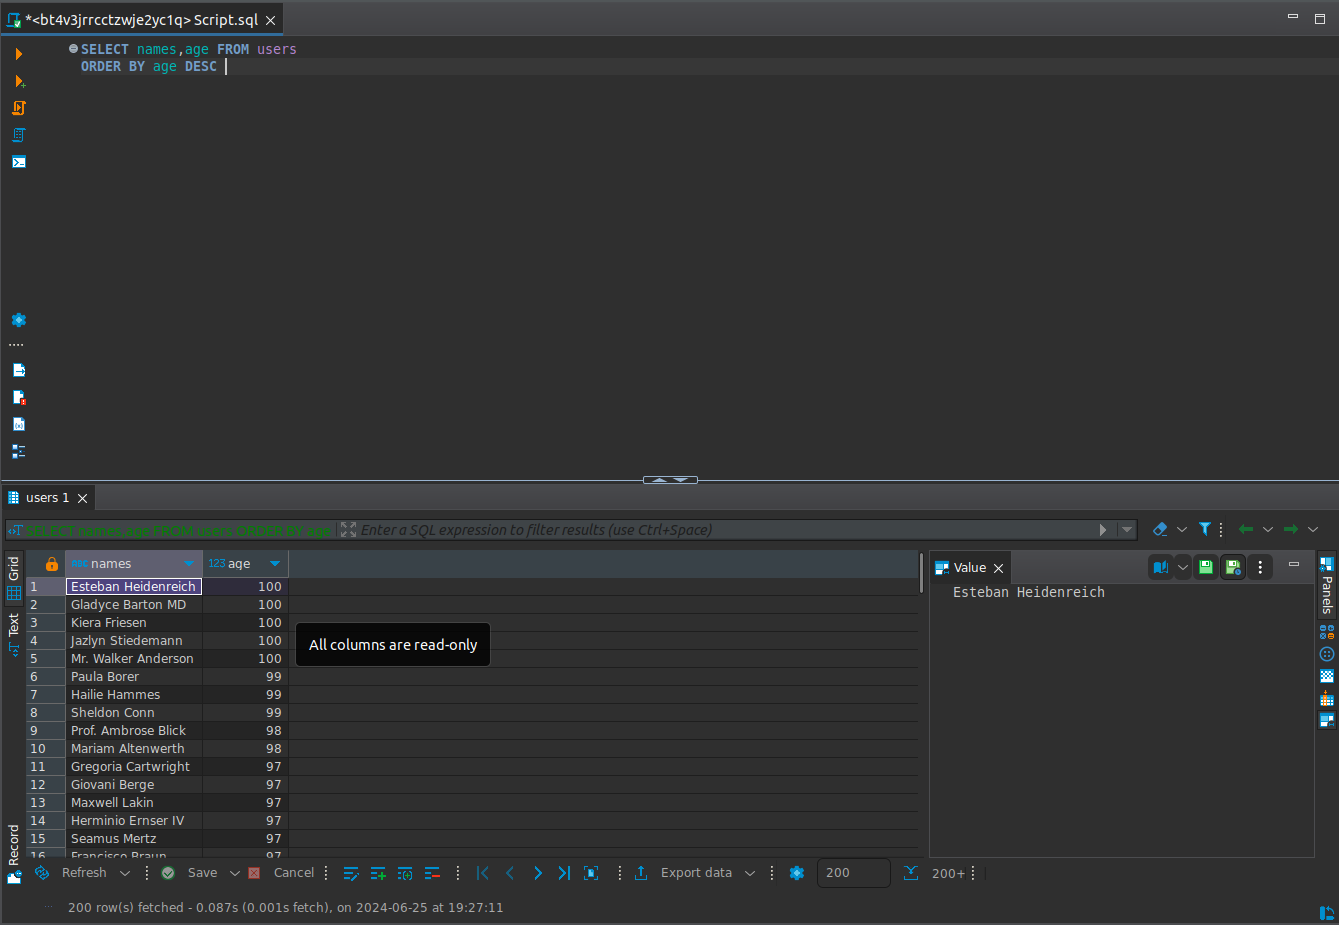 *<bt4v3jrrcctzwje2yc1q> Script.sql
SELECT names,age FROM users
ORDER BY age DESC
users 1
SELECT names,age FROM users ORDER BY age
Enter a SQL expression to filter results (use Ctrl+Space)
Grid
Text
Record
ABC names 123 age
1 Esteban Heidenreich 100
2 Gladyce Barton MD 100
3 Kiera Friesen 100
4 Jazlyn Stiedemann 100
5 Mr. Walker Anderson 100
6 Paula Borer 99
7 Hailie Hammes 99
8 Sheldon Conn 99
9 Prof. Ambrose Blick 98
10 Mariam Altenwerth 98
11 Gregoria Cartwright 97
12 Giovani Berge 97
13 Maxwell Lakin 97
14 Herminio Ernser IV 97
15 Seamus Mertz 97
16 Francisco Braun 97
All columns are read-only
Value
Esteban Heidenreich
Panels
Refresh Save Cancel Export data 200 200+
200 row(s) fetched - 0.087s (0.001s fetch), on 2024-06-25 at 19:27:11